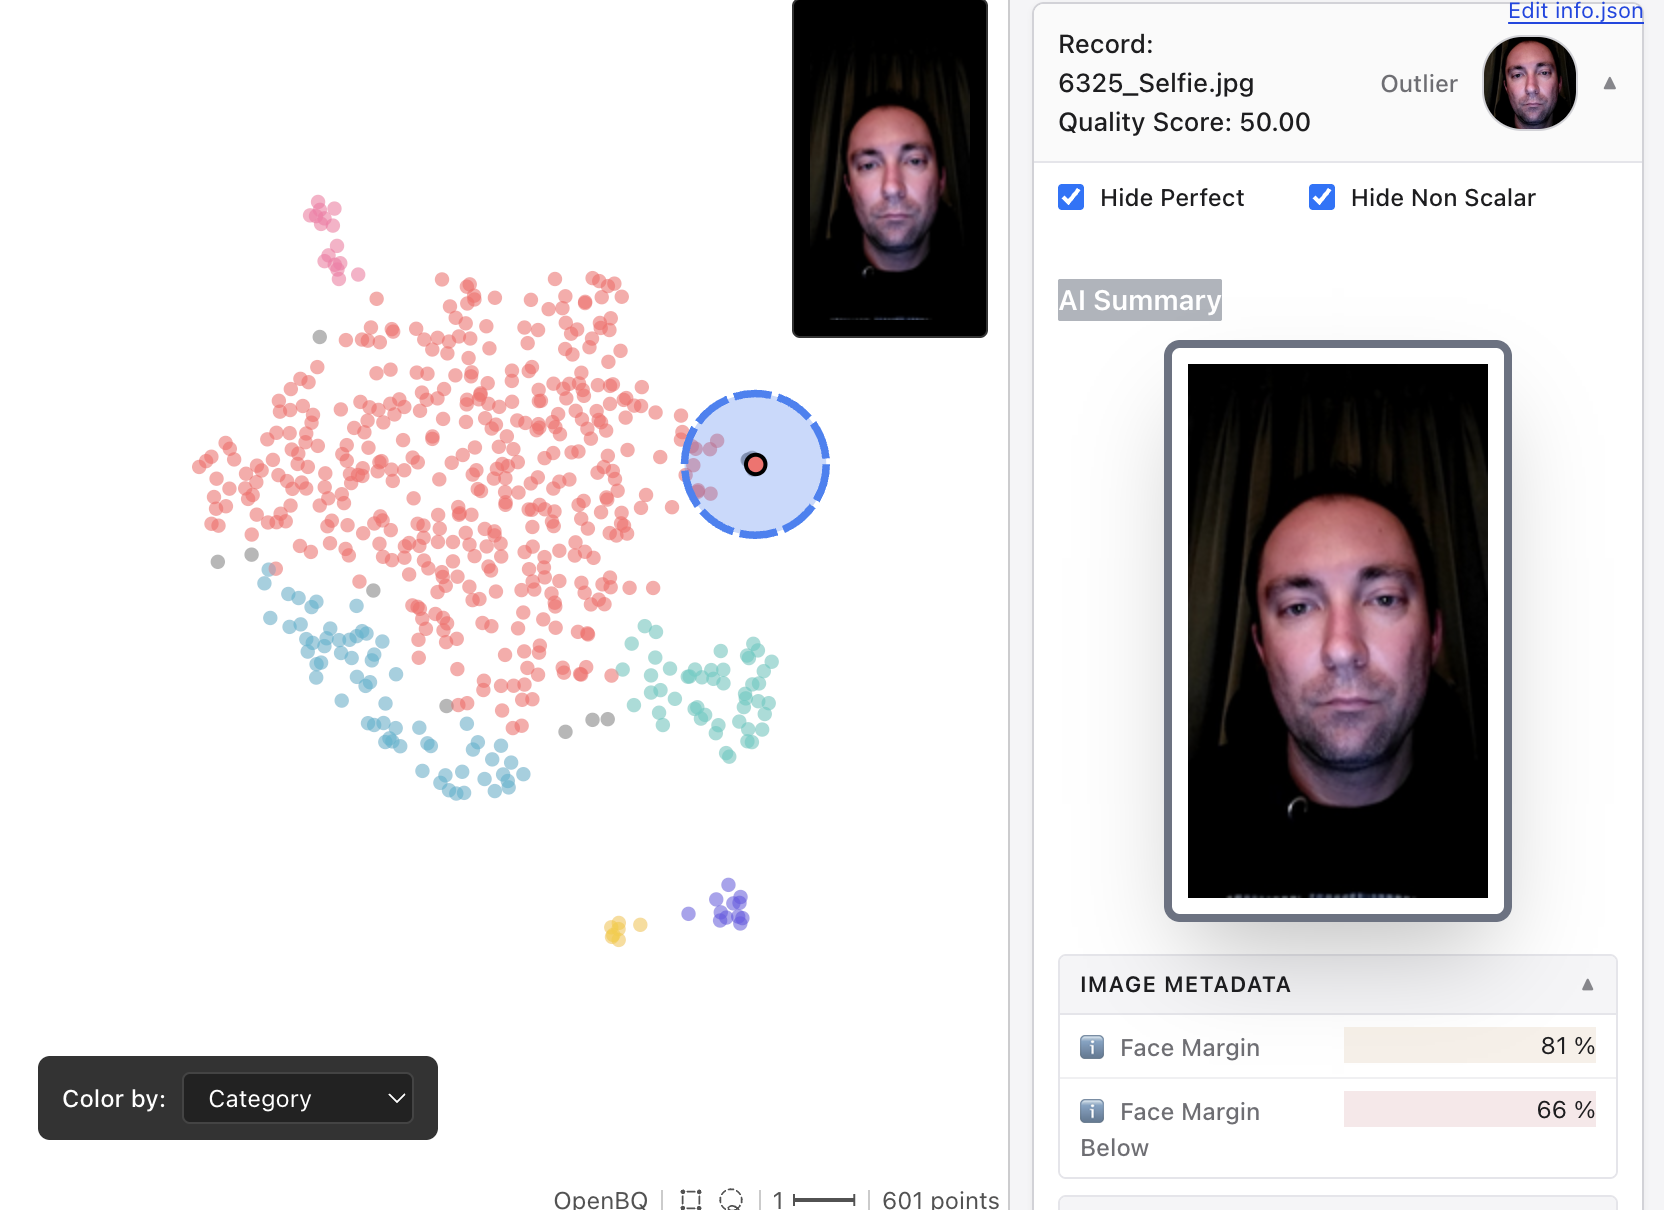 Edit info.json
Record:
6325_Selfie.jpg
Quality Score: 50.00
Outlier
▲
Hide Perfect
Hide Non Scalar
AI Summary
IMAGE METADATA
▲
Face Margin
81 %
Face Margin
Below
66 %
Color by:
Category
OpenBQ
1
601 points